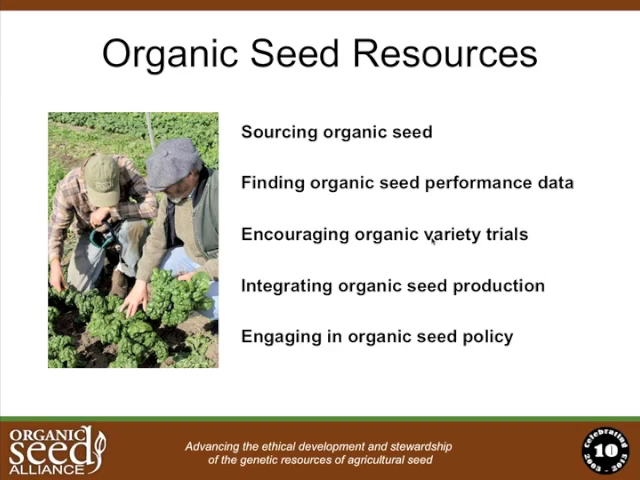 Organic Seed Resources
Sourcing organic seed
Finding organic seed performance data
Encouraging organic variety trials
Integrating organic seed production
Engaging in organic seed policy
ORGANIC
seed
ALLIANCE
Advancing the ethical development and stewardship
of the genetic resources of agricultural seed
Celebrating
10
2003 - 2013